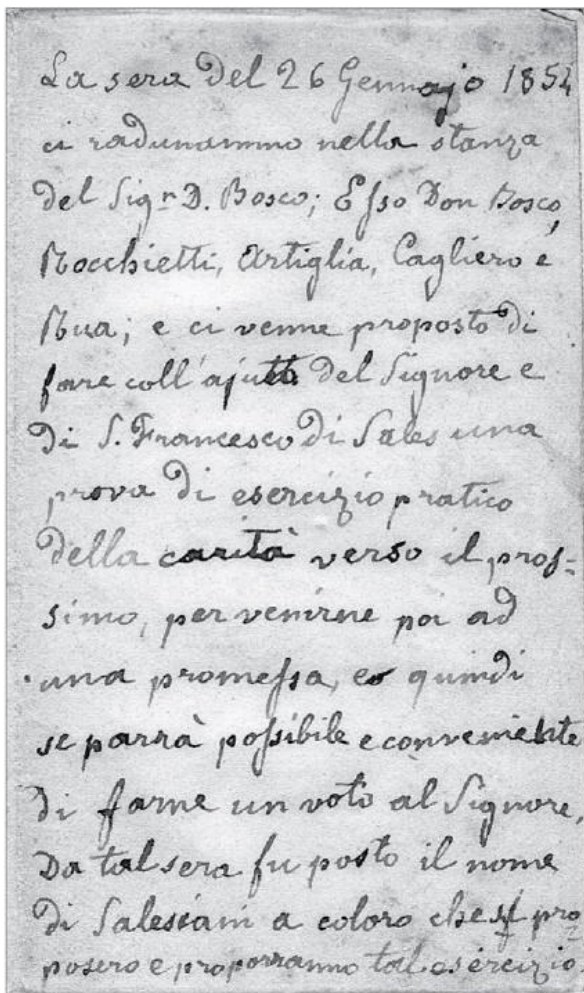 La sera del 26 Gennajo 1854
ci radunammo nella stanza
del Sigr D. Bosco; Esso Don Bosco,
Rocchietti, Artiglia, Cagliero e
Rua; e ci venne proposto di
fare coll'ajuto del Signore e
di S. Francesco di Sales una
prova di esercizio pratico
della carità verso il pros=
simo, per venirne poi ad
una promessa, e quindi
se parrà possibile e conveniente
di farne un voto al Signore.
Da tal sera fu posto il nome
di Salesiani a coloro che si pro
posero e proporranno tal esercizio.